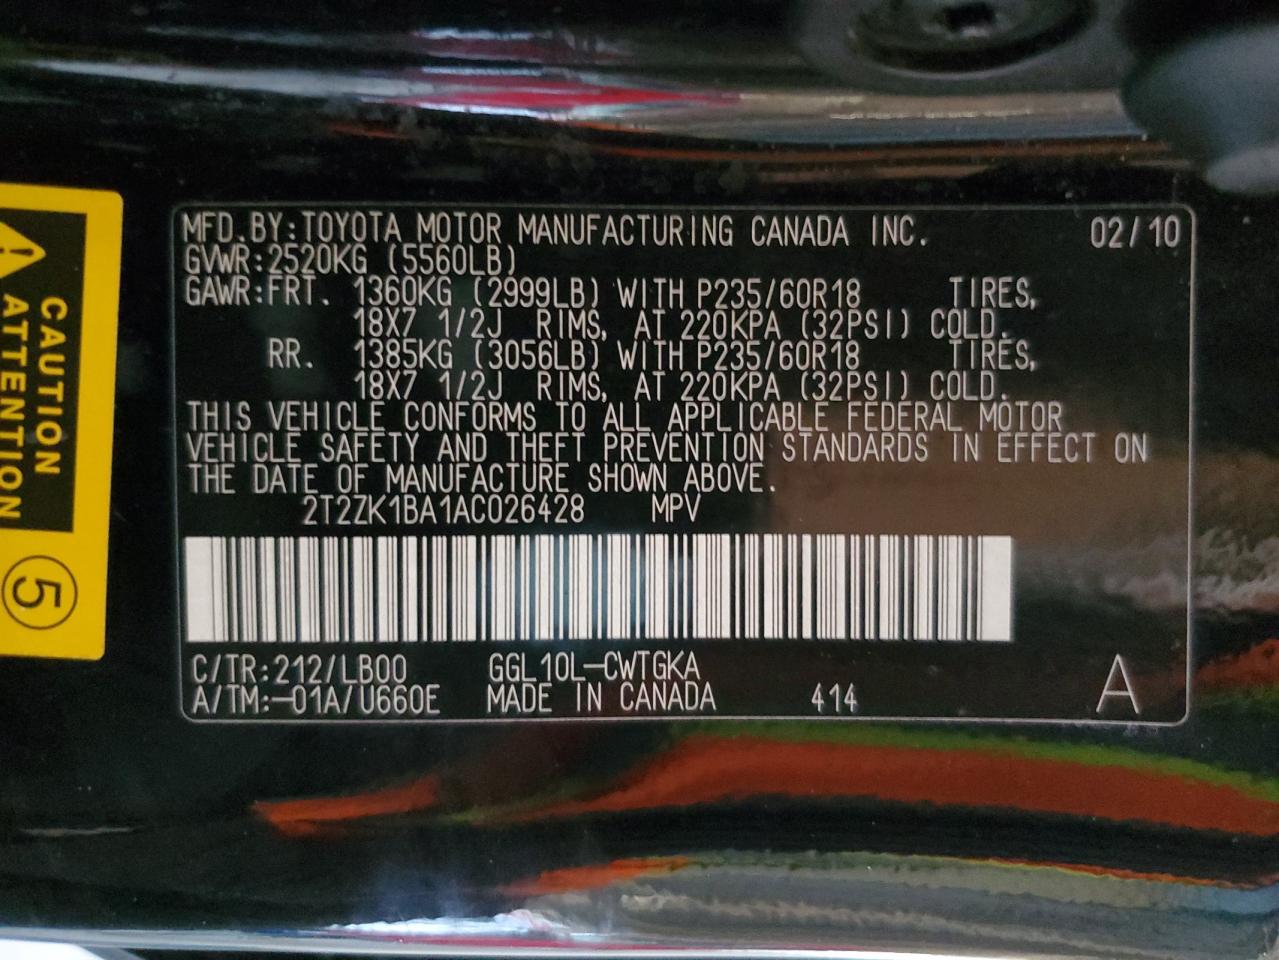 MFD.BY:TOYOTA MOTOR MANUFACTURING CANADA INC. 02/10
GVWR:2520KG (5560LB)
GAWR:FRT. 1360KG (2999LB) WITH P235/60R18 TIRES,
18X7 1/2J RIMS, AT 220KPA (32PSI) COLD.
RR. 1385KG (3056LB) WITH P235/60R18 TIRES,
18X7 1/2J RIMS, AT 220KPA (32PSI) COLD.
THIS VEHICLE CONFORMS TO ALL APPLICABLE FEDERAL MOTOR
VEHICLE SAFETY AND THEFT PREVENTION STANDARDS IN EFFECT ON
THE DATE OF MANUFACTURE SHOWN ABOVE.
2T2ZK1BA1AC026428 MPV
C/TR:212/LB00 GGL10L-CWTGKA
A/TM:-01A/U660E MADE IN CANADA 414 A
CAUTION
ATTENTION
5